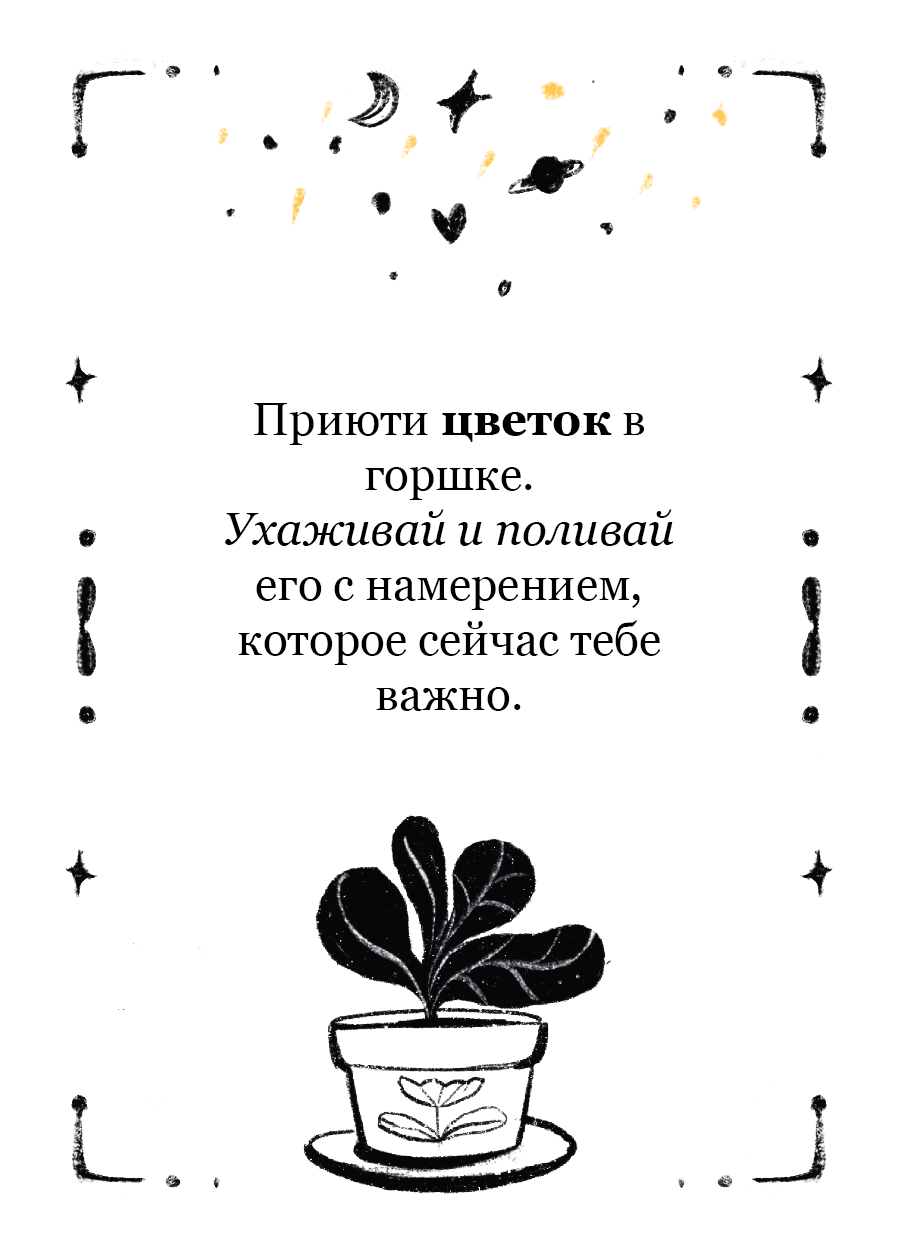 Приюти цветок в
горшке.
Ухаживай и поливай
его с намерением,
которое сейчас тебе
важно.